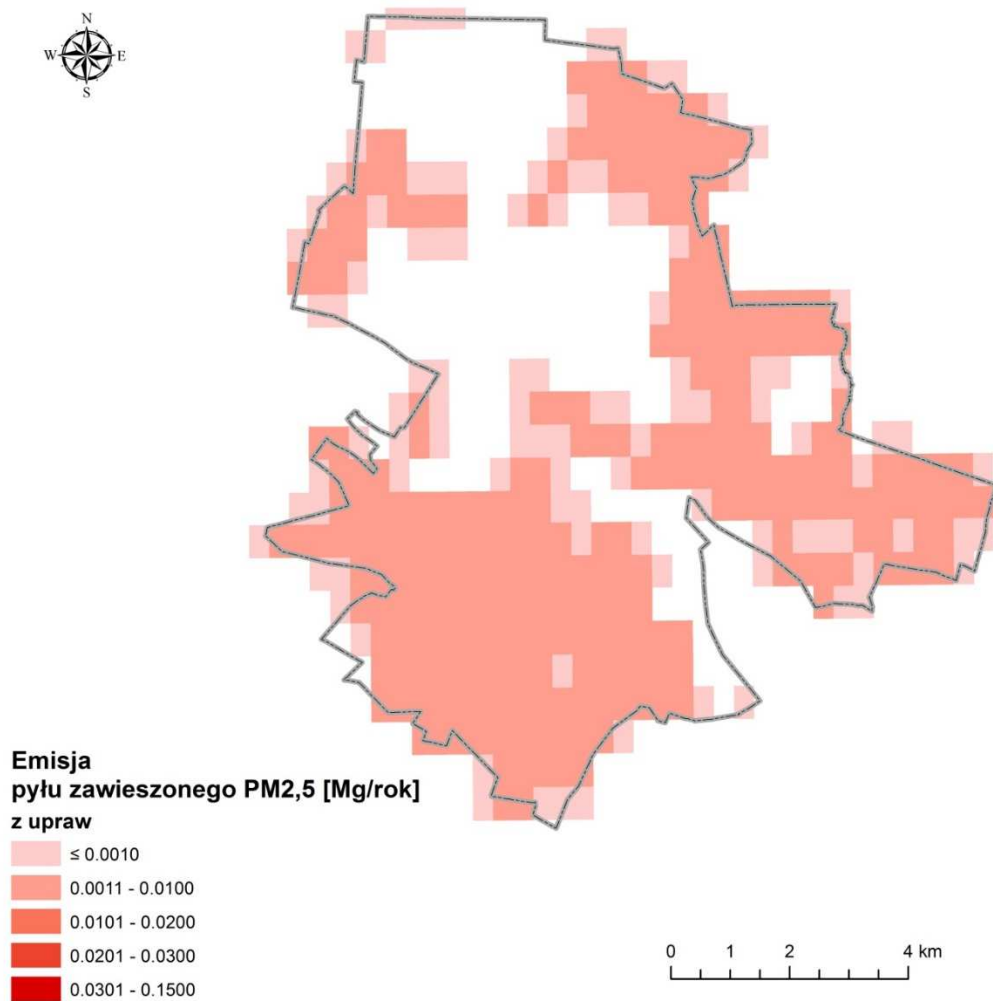 N
W E
S
Emisja
pyłu zawieszonego PM2,5 [Mg/rok]
z upraw
≤ 0.0010
0.0011 - 0.0100
0.0101 - 0.0200
0.0201 - 0.0300
0.0301 - 0.1500
0 1 2 4 km